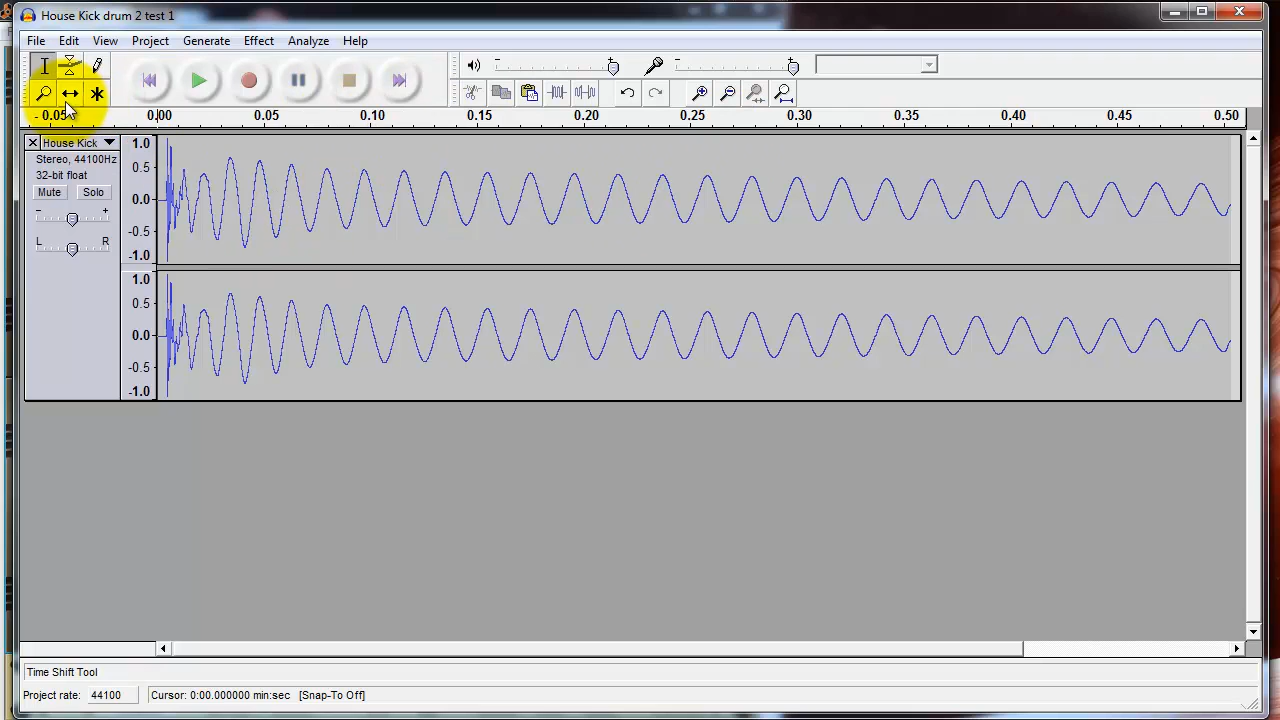 House Kick drum 2 test 1
File Edit View Project Generate Effect Analyze Help
- 0.05 0.00 0.05 0.10 0.15 0.20 0.25 0.30 0.35 0.40 0.45 0.50
House Kick
Stereo, 44100Hz
32-bit float
Mute Solo
- +
L R
1.0
0.5
0.0
-0.5
-1.0
1.0
0.5
0.0
-0.5
-1.0
Time Shift Tool
Project rate: 44100 Cursor: 0:00.000000 min:sec [Snap-To Off]